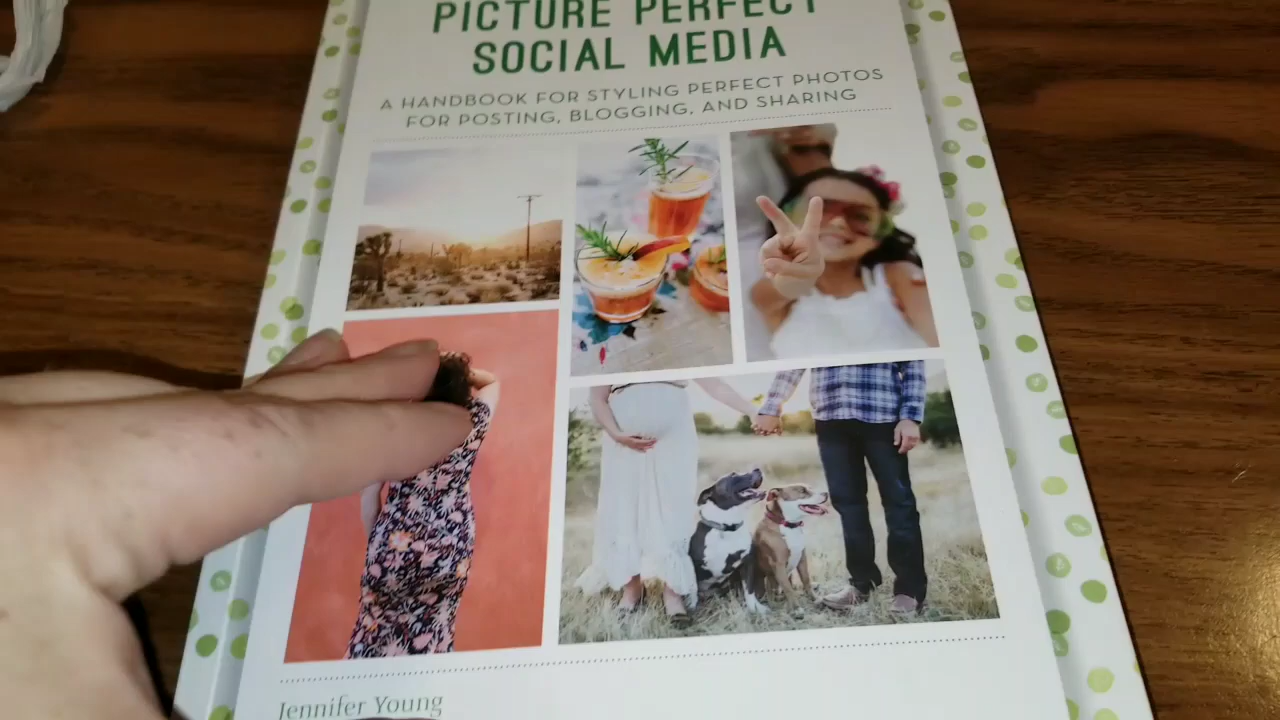 PICTURE PERFECT
SOCIAL MEDIA
A HANDBOOK FOR STYLING PERFECT PHOTOS
FOR POSTING, BLOGGING, AND SHARING
Jennifer Young